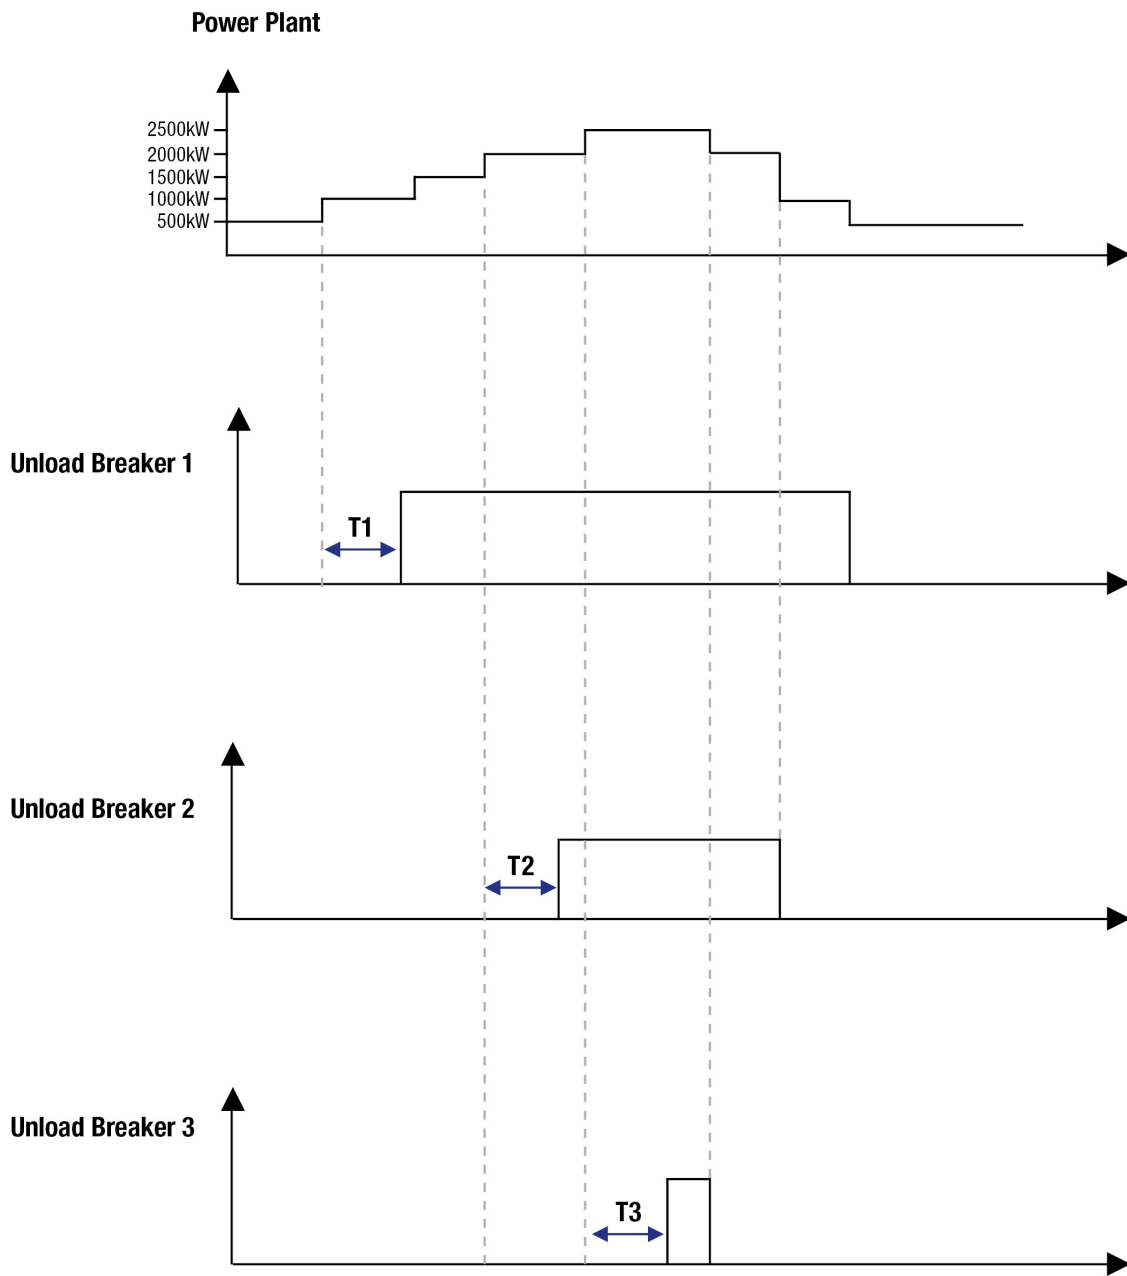 Power Plant
2500kW
2000kW
1500kW
1000kW
500kW
Unload Breaker 1
T1
Unload Breaker 2
T2
Unload Breaker 3
T3